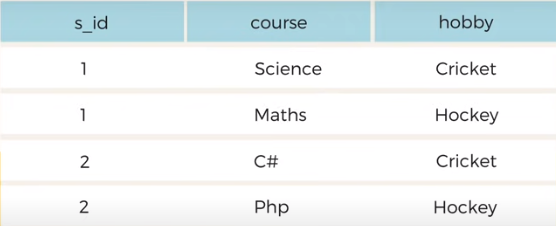 s_id course hobby
1 Science Cricket
1 Maths Hockey
2 C# Cricket
2 Php Hockey